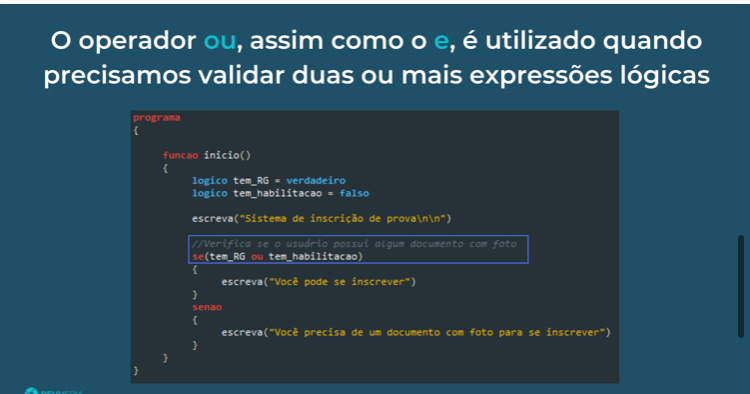 O operador ou, assim como o e, é utilizado quando
precisamos validar duas ou mais expressões lógicas
programa
{
funcao inicio()
{
logico tem_RG = verdadeiro
logico tem_habilitacao = falso
escreva("Sistema de inscrição de prova\n\n")
//Verifica se o usuário possui algum documento com foto
se(tem_RG ou tem_habilitacao)
{
escreva("Você pode se inscrever")
}
senao
{
escreva("Você precisa de um documento com foto para se inscrever")
}
}
}